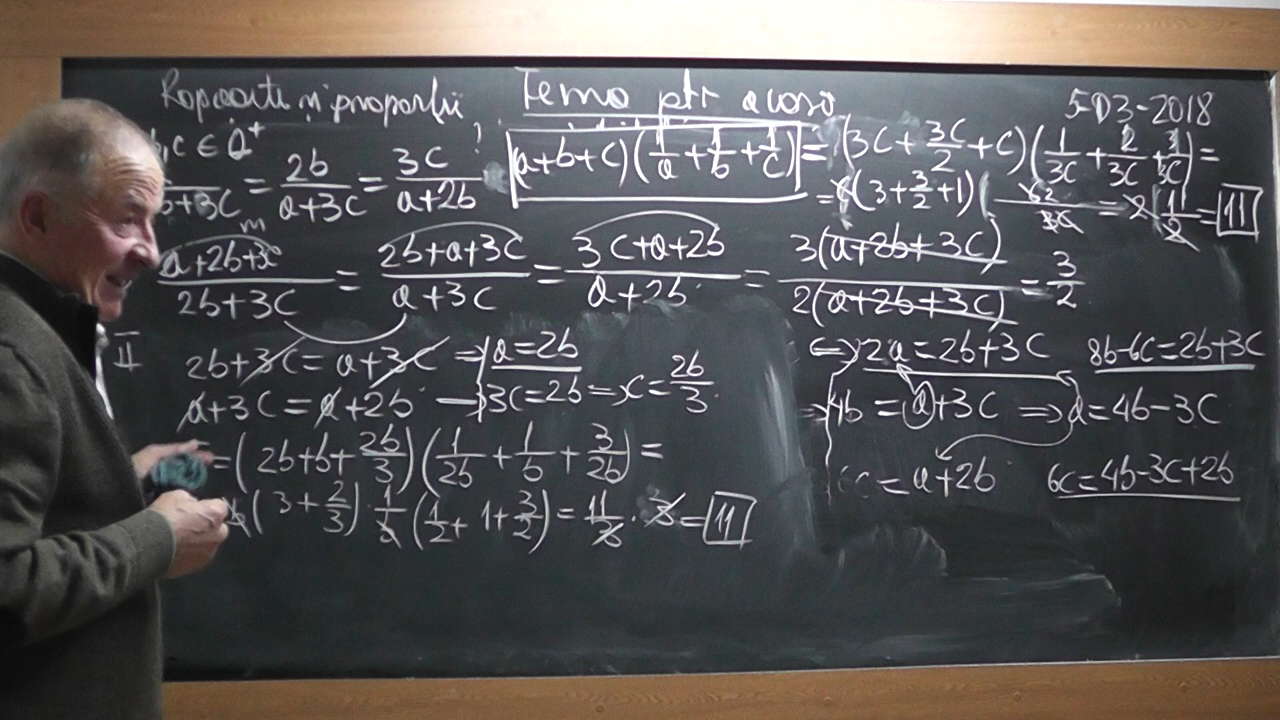 Rapoarte și proporții Temă ptr acasă 5-03-2018
b,c ∈ Q⁺
/b+3c = 2b/a+3c = 3c/a+2b ? (a+b+c)(1/a+1/b+1/c) = (3c+3c/2+c)(1/3c+2/3c+1/c) =
= c(3+3/2+1) = 11
a+2b+3c/2b+3c = 2b+a+3c/a+3c = 3c+a+2b/a+2b = 3(a+2b+3c)/2(a+2b+3c) = 3/2
II 2b+3c=a+3c ⇒ a=2b
a+3c=a+2b → 3c=2b ⇒ c=2b/3
=(2b+b+2b/3)(1/2b+1/b+3/2b)=
b(3+2/3)·1/b(1/2+1+3/2)=11/3·3=11
⇔ 2a=2b+3c 8b-6c=2b+3c
⇒ 4b=a+3c ⇒ a=4b-3c
6c=a+2b 6c=4b-3c+2b